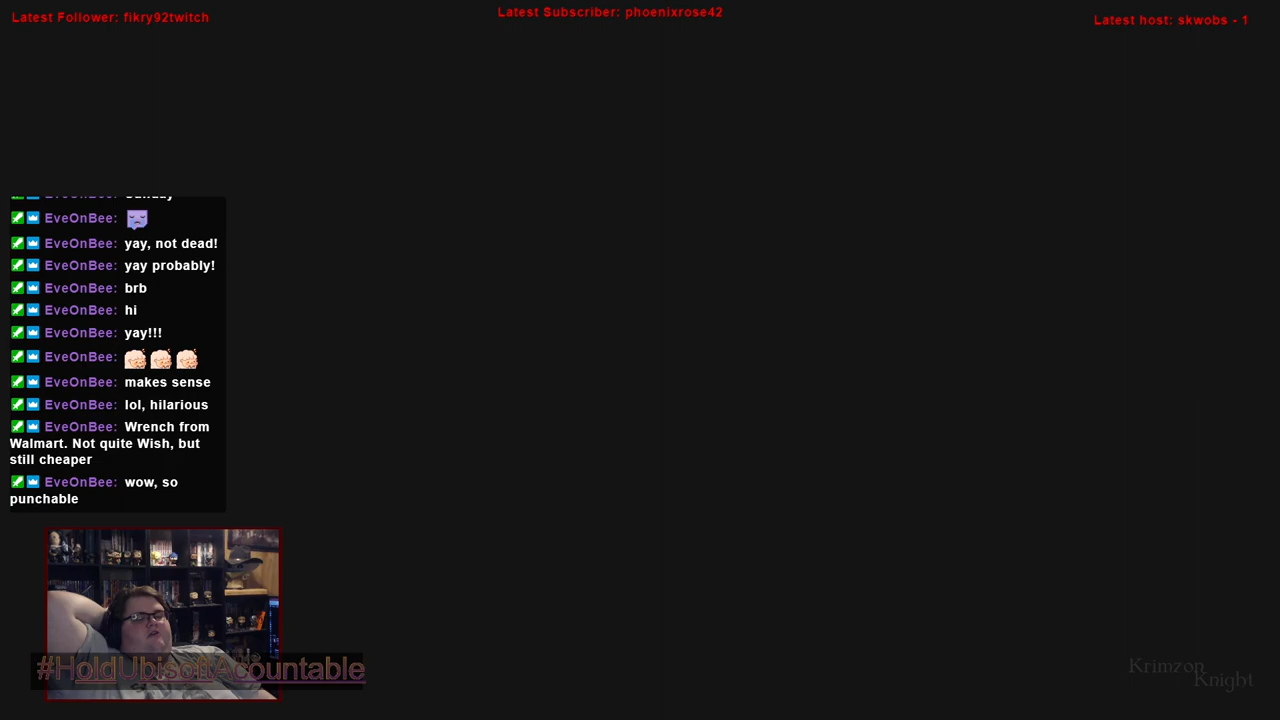 Latest Follower: fikry92twitch
Latest Subscriber: phoenixrose42
Latest host: skwobs - 1
EveOnBee:
EveOnBee: yay, not dead!
EveOnBee: yay probably!
EveOnBee: brb
EveOnBee: hi
EveOnBee: yay!!!
EveOnBee:
EveOnBee: makes sense
EveOnBee: lol, hilarious
EveOnBee: Wrench from
Walmart. Not quite Wish, but
still cheaper
EveOnBee: wow, so
punchable
#HoldUbisoftAcountable
Krimzon
Knight